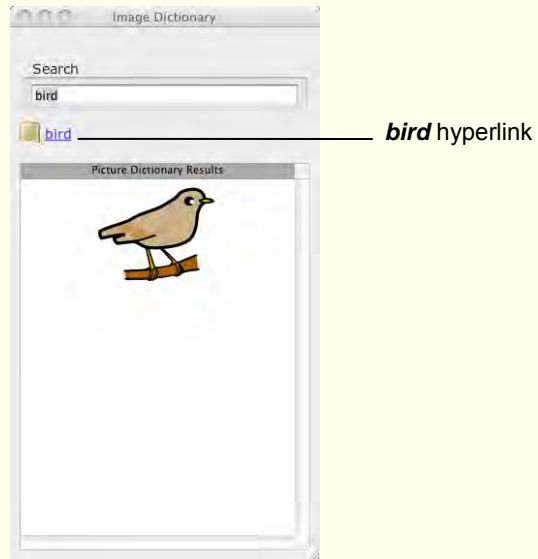 Image Dictionary
Search
bird
bird
bird hyperlink
Picture Dictionary Results